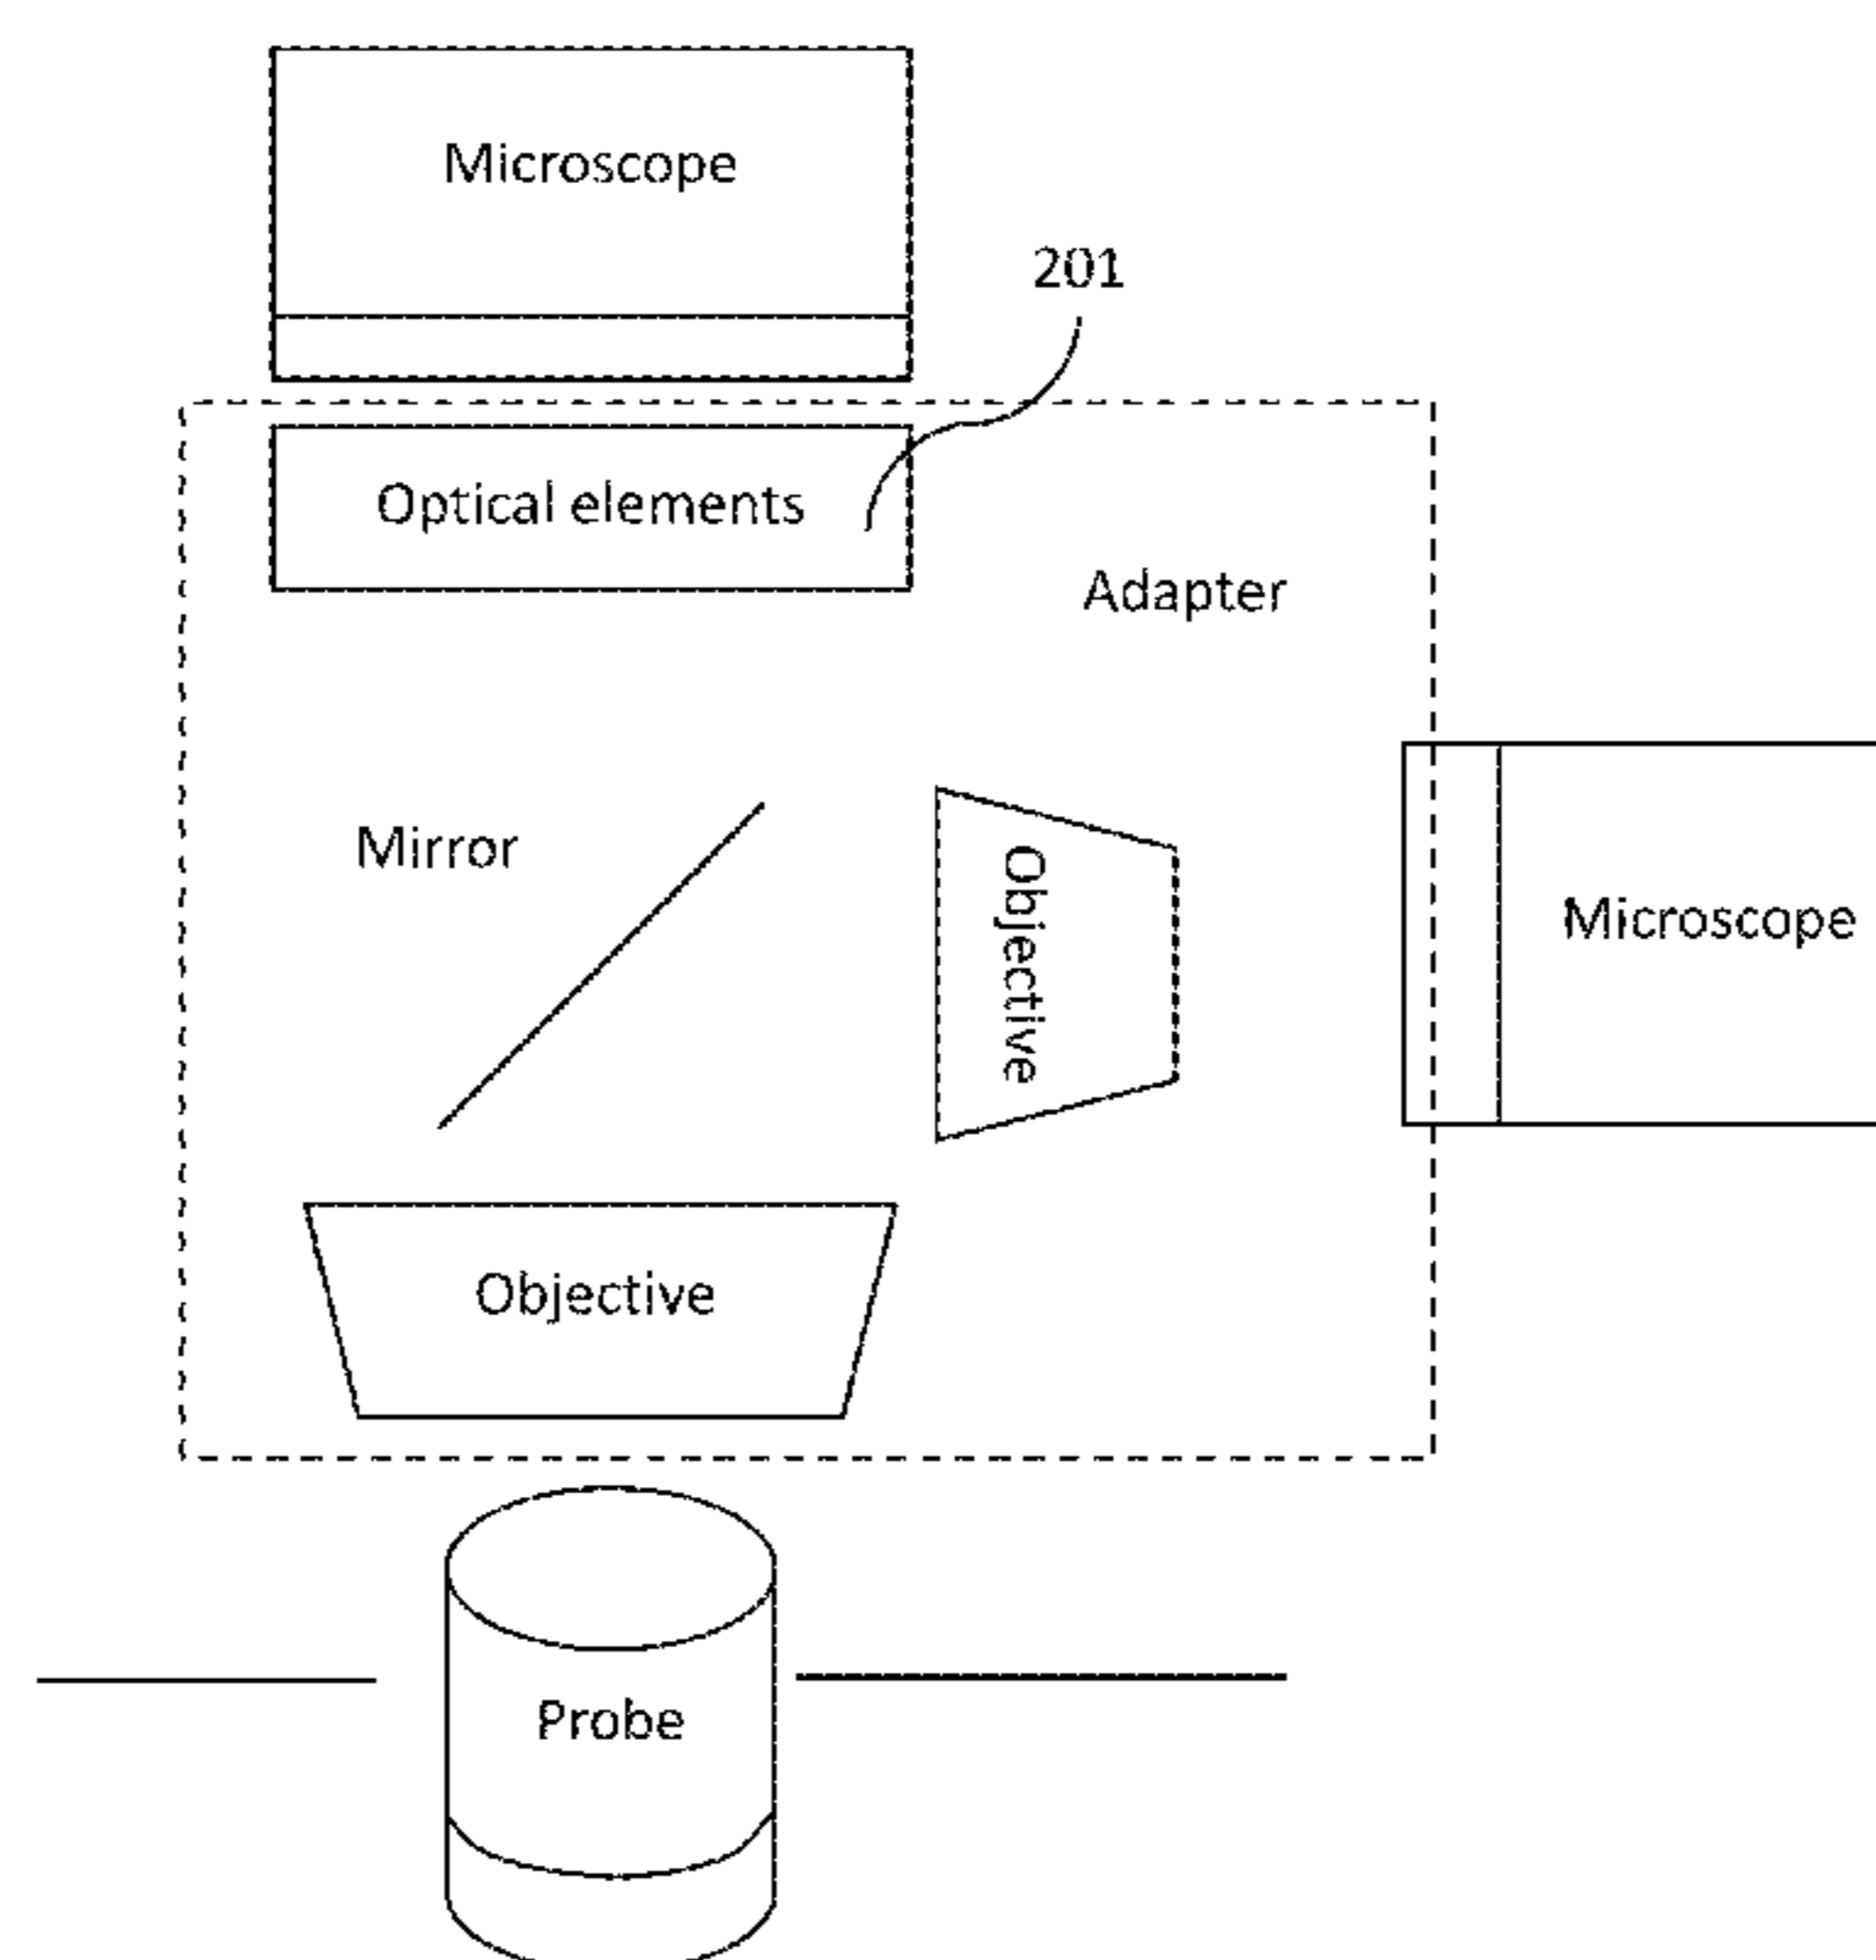 Microscope
201
Optical elements
Adapter
Mirror
Objective
Microscope
Objective
Probe